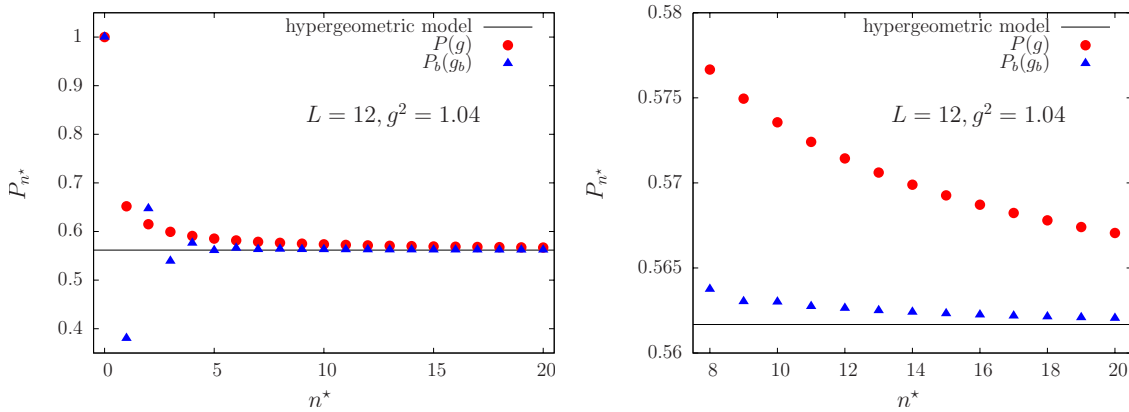 hypergeometric model
P(g)
P_b(g_b)
L = 12, g² = 1.04
1
0.9
0.8
0.7
0.6
0.5
0.4
P_{n⋆}
0 5 10 15 20
n⋆
hypergeometric model
P(g)
P_b(g_b)
L = 12, g² = 1.04
0.58
0.575
0.57
0.565
0.56
P_{n⋆}
8 10 12 14 16 18 20
n⋆